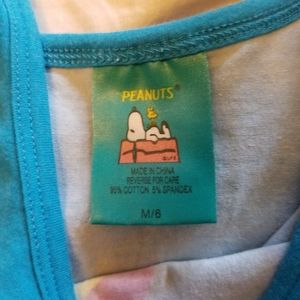 PEANUTS
MADE IN CHINA
REVERSE FOR CARE
95% COTTON 5% SPANDEX
M/8